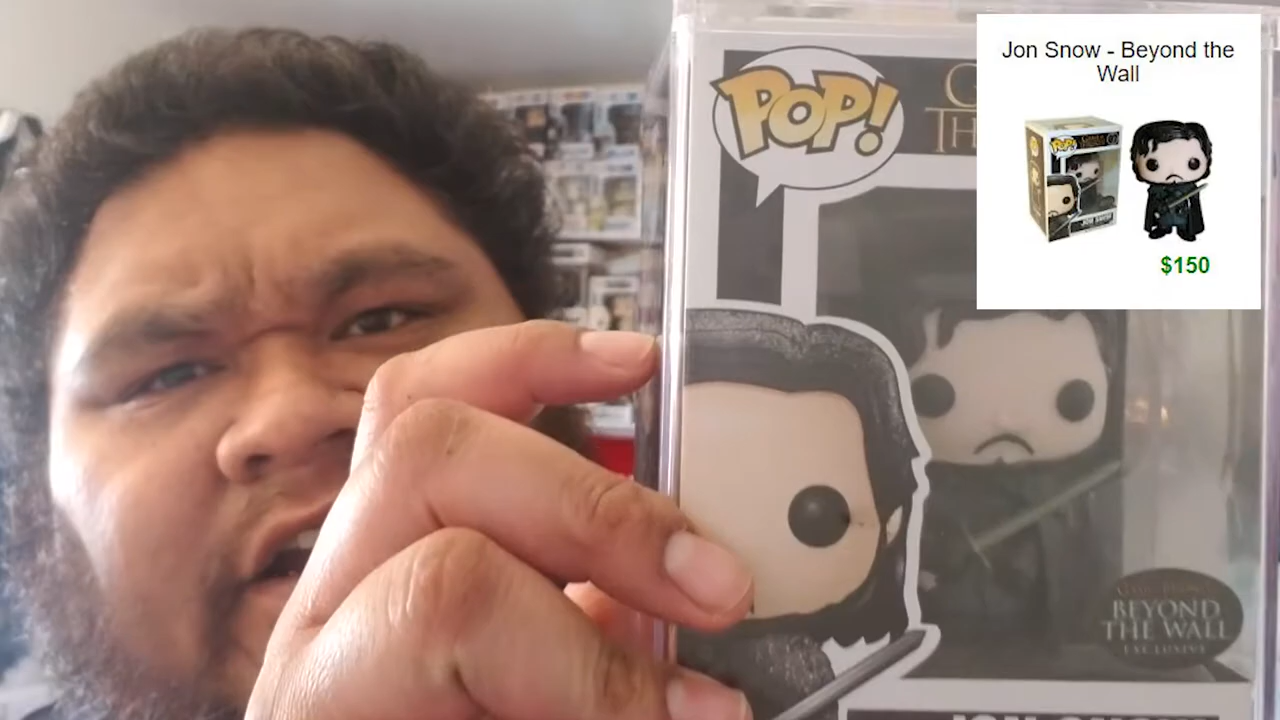 POP!
Jon Snow - Beyond the
Wall
$150
BEYOND
THE WALL
EXCLUSIVE